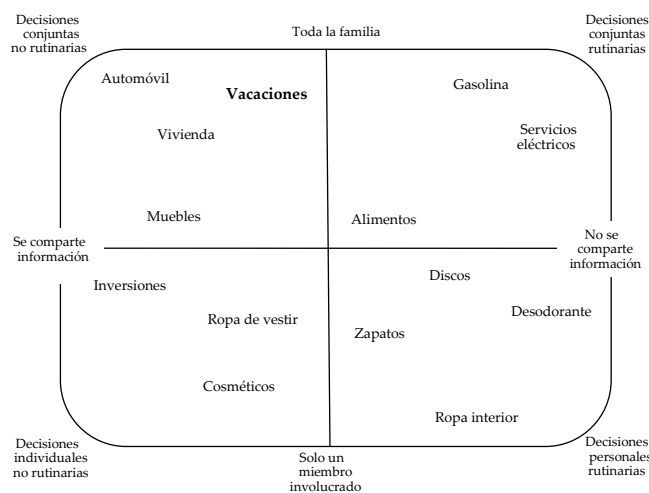 Decisiones
conjuntas
no rutinarias
Toda la familia
Decisiones
conjuntas
rutinarias
Automóvil
Vacaciones
Gasolina
Vivienda
Servicios
eléctricos
Muebles
Alimentos
Se comparte
información
No se
comparte
información
Inversiones
Discos
Ropa de vestir
Desodorante
Zapatos
Cosméticos
Ropa interior
Decisiones
individuales
no rutinarias
Solo un
miembro
involucrado
Decisiones
personales
rutinarias